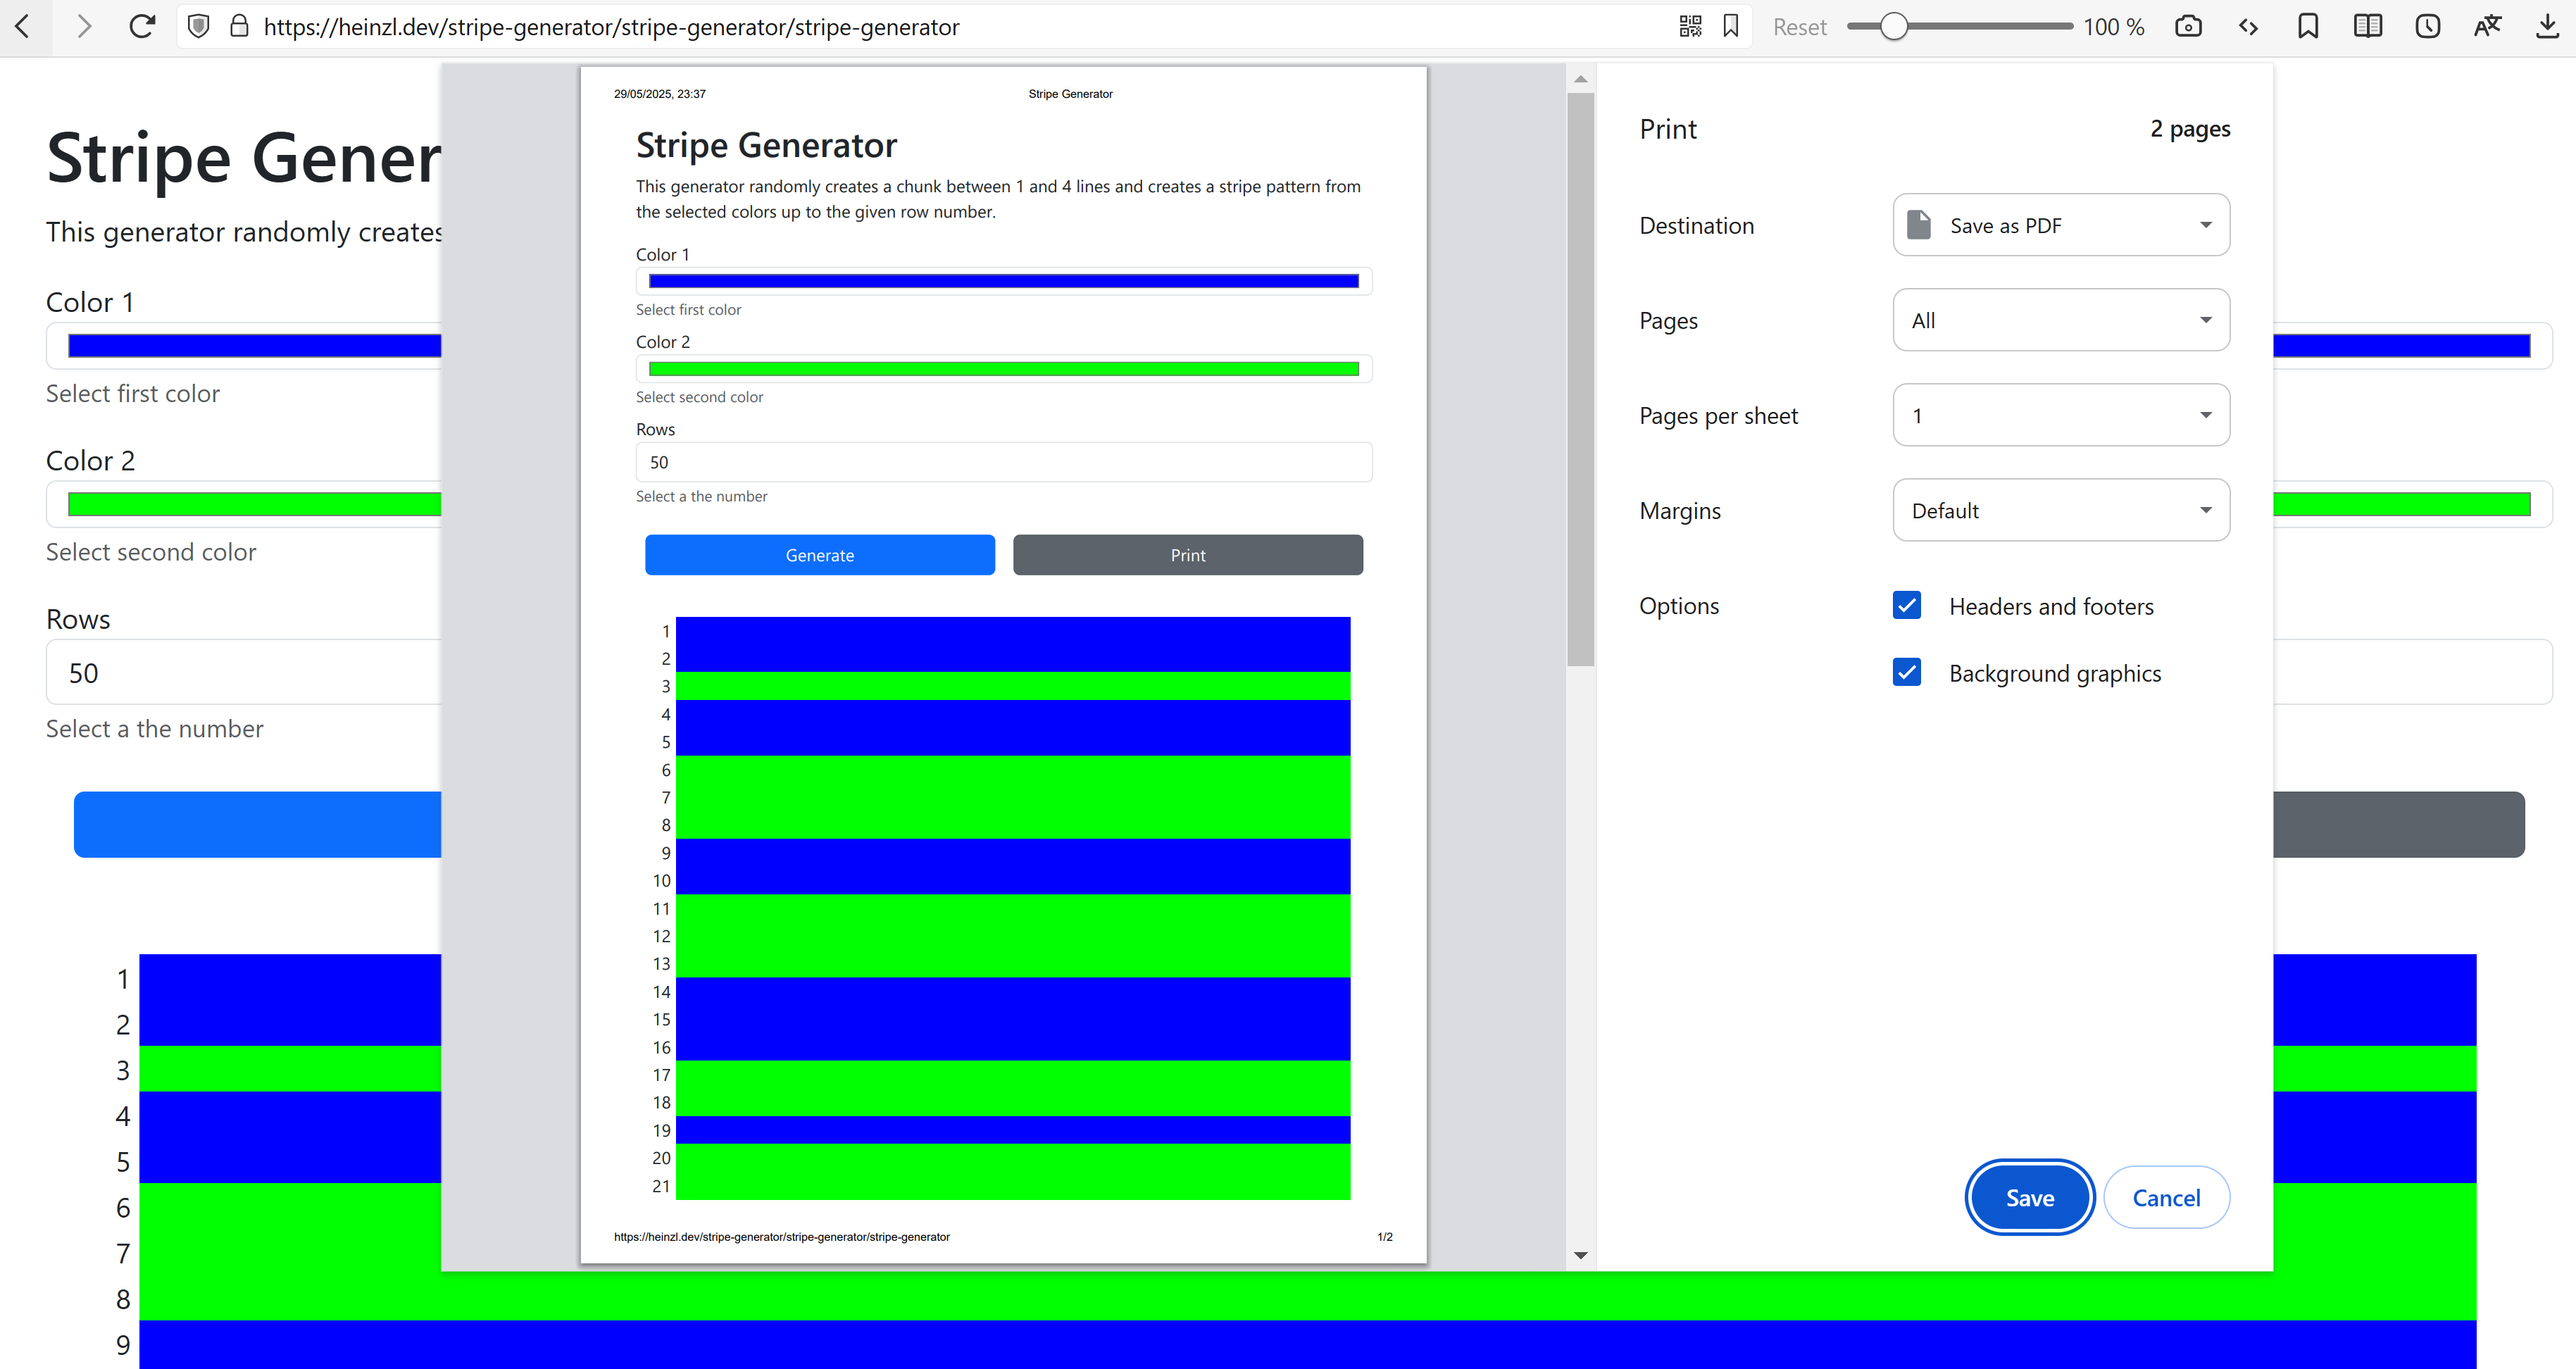 https://heinzl.dev/stripe-generator/stripe-generator/stripe-generator
Reset
100 %
Stripe Gener
This generator randomly creates
Color 1
Select first color
Color 2
Select second color
Rows
50
Select a the number
1
2
3
4
5
6
7
8
9
29/05/2025, 23:37
Stripe Generator
Stripe Generator
This generator randomly creates a chunk between 1 and 4 lines and creates a stripe pattern from
the selected colors up to the given row number.
Color 1
Select first color
Color 2
Select second color
Rows
50
Select a the number
Generate
Print
1
2
3
4
5
6
7
8
9
10
11
12
13
14
15
16
17
18
19
20
21
https://heinzl.dev/stripe-generator/stripe-generator/stripe-generator
1/2
Print
2 pages
Destination
Save as PDF
Pages
All
Pages per sheet
1
Margins
Default
Options
Headers and footers
Background graphics
Save
Cancel